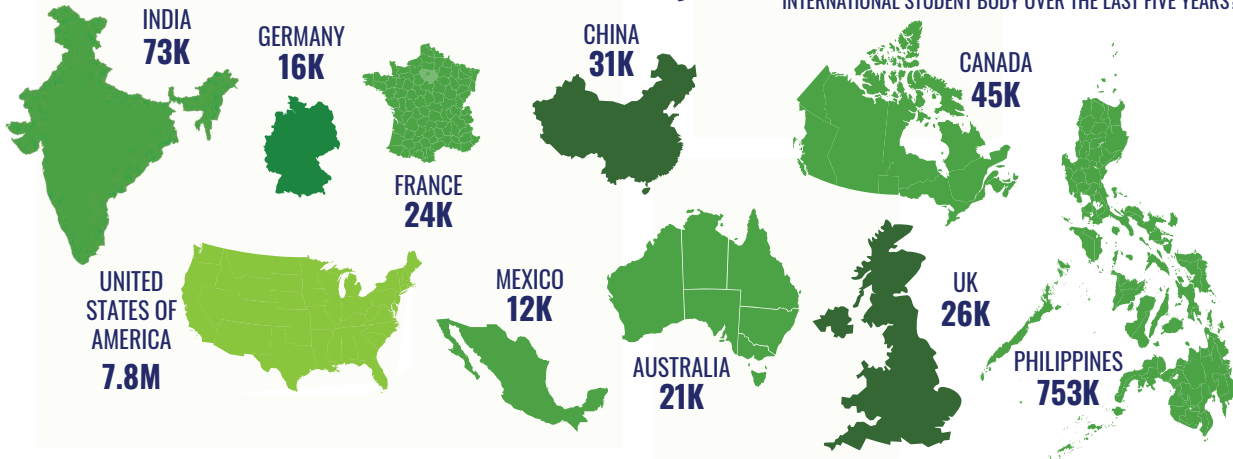 INTERNATIONAL STUDENT BODY OVER THE LAST FIVE YEARS
INDIA
73K
GERMANY
16K
FRANCE
24K
CHINA
31K
CANADA
45K
UNITED
STATES OF
AMERICA
7.8M
MEXICO
12K
AUSTRALIA
21K
UK
26K
PHILIPPINES
753K